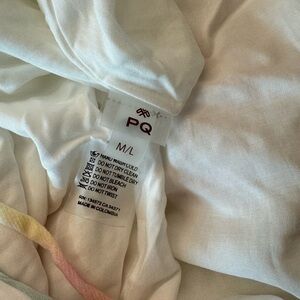 PQ
M/L
HAND WASH COLD
DO NOT DRY CLEAN
DO NOT TUMBLE DRY
DO NOT BLEACH
DO NOT IRON
DO NOT TWIST
MADE IN COLOMBIA